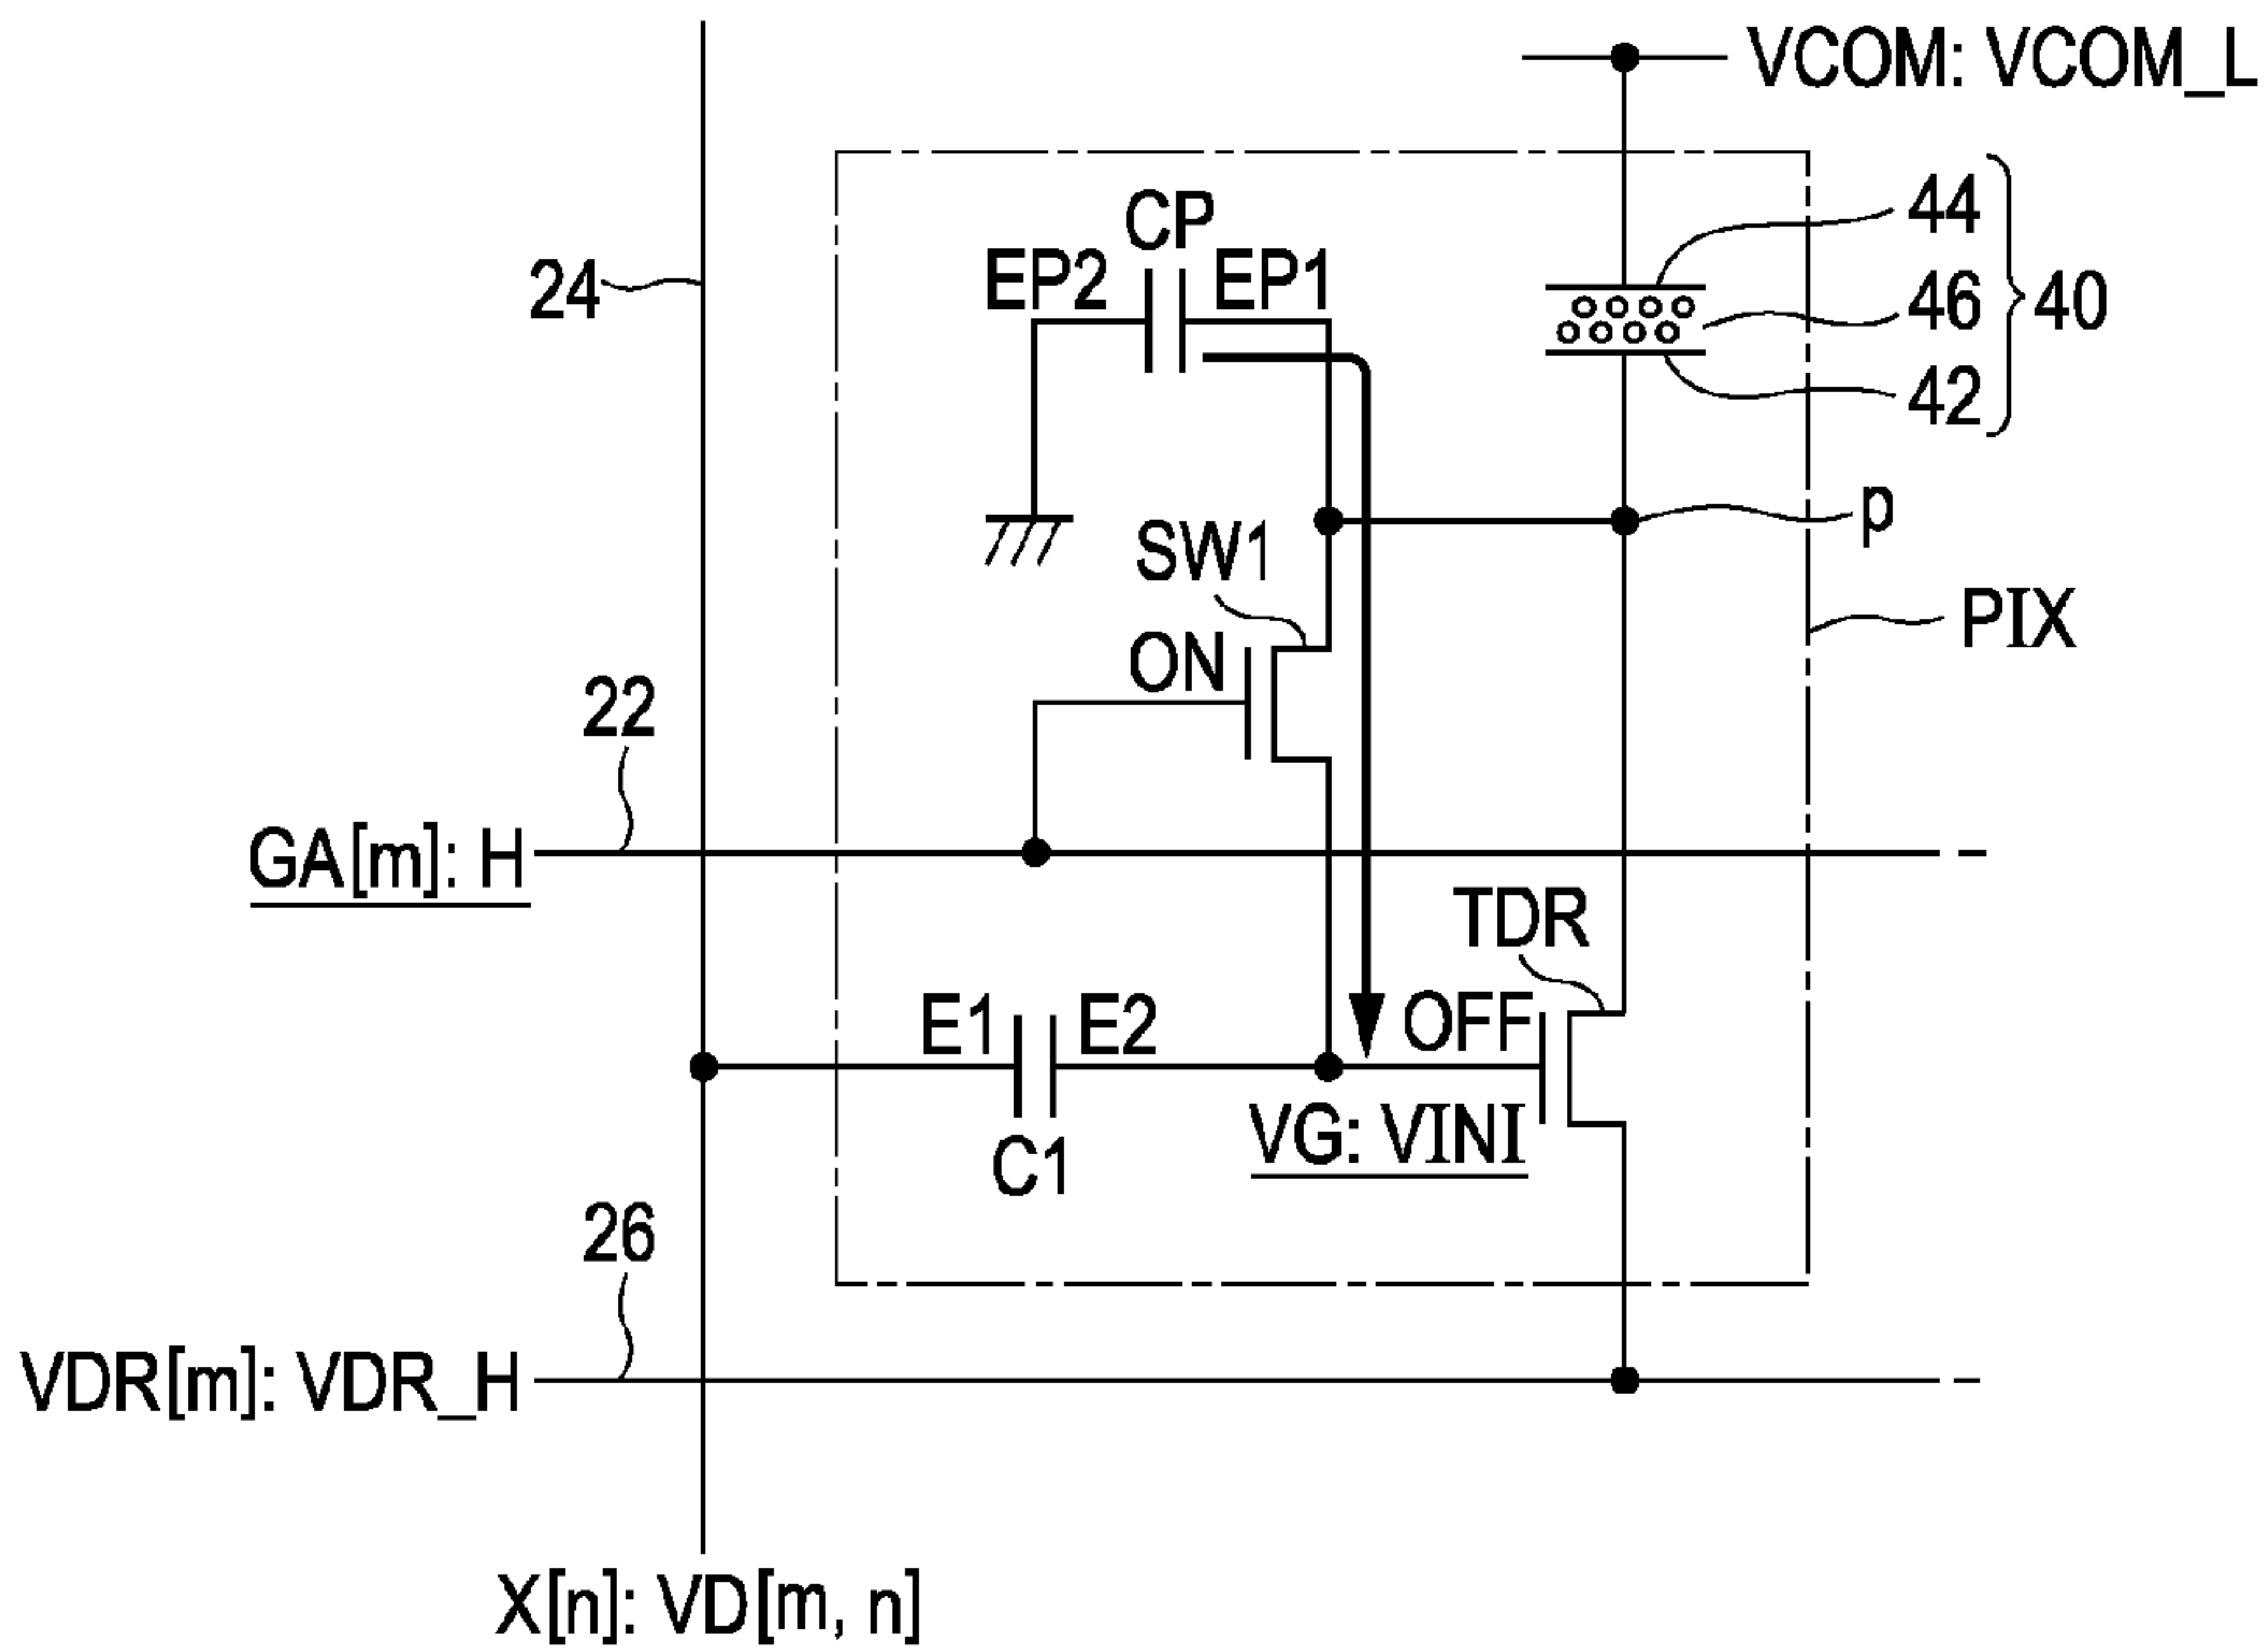 VCOM: VCOM_L
CP
44
EP2
EP1
24
46
40
42
p
SW1
PIX
ON
22
GA[m]: H
TDR
E1
E2
OFF
VG: VINI
C1
26
VDR[m]: VDR_H
X[n]: VD[m, n]